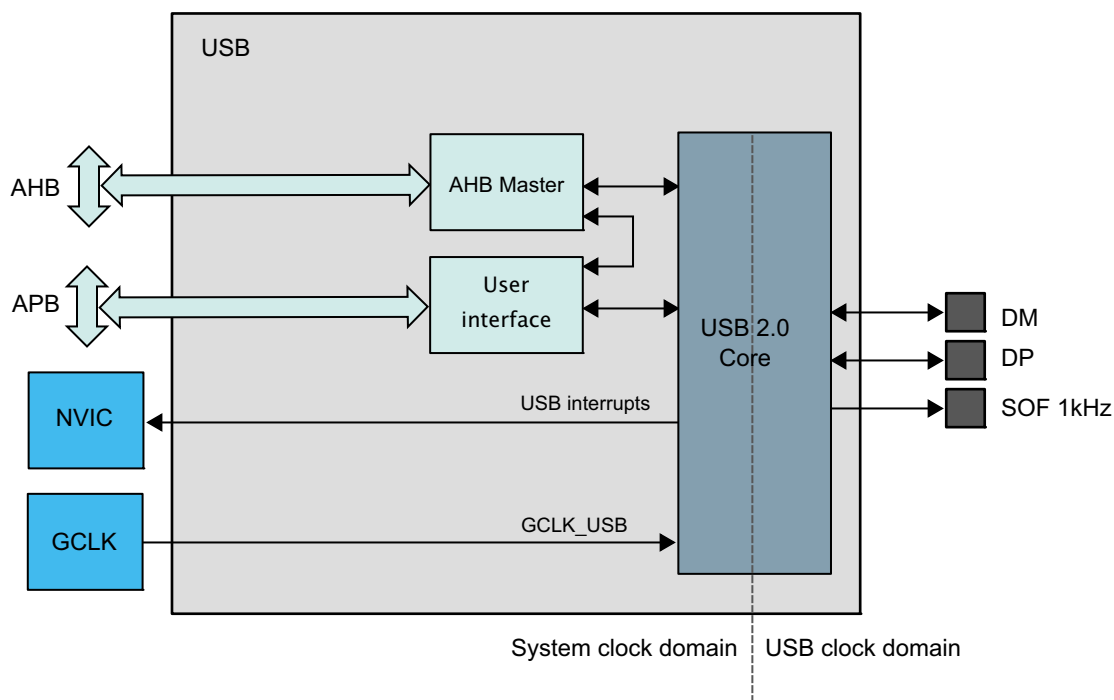 USB
AHB
AHB Master
APB
User
interface
USB 2.0
Core
DM
DP
SOF 1kHz
NVIC
USB interrupts
GCLK
GCLK_USB
System clock domain
USB clock domain